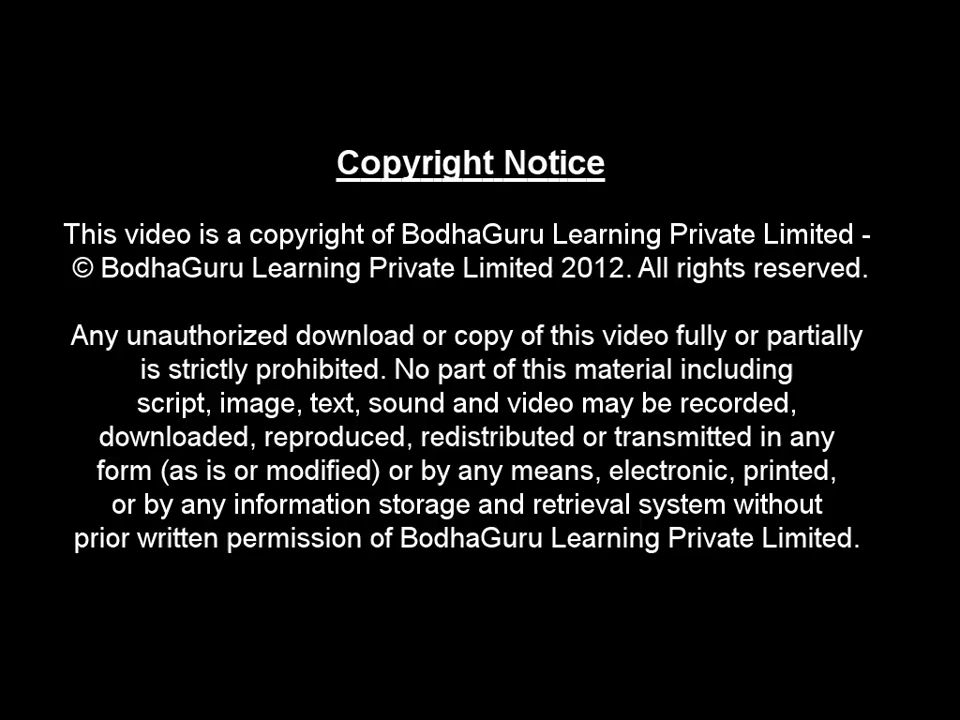 Copyright Notice
This video is a copyright of BodhaGuru Learning Private Limited -
© BodhaGuru Learning Private Limited 2012. All rights reserved.
Any unauthorized download or copy of this video fully or partially
is strictly prohibited. No part of this material including
script, image, text, sound and video may be recorded,
downloaded, reproduced, redistributed or transmitted in any
form (as is or modified) or by any means, electronic, printed,
or by any information storage and retrieval system without
prior written permission of BodhaGuru Learning Private Limited.